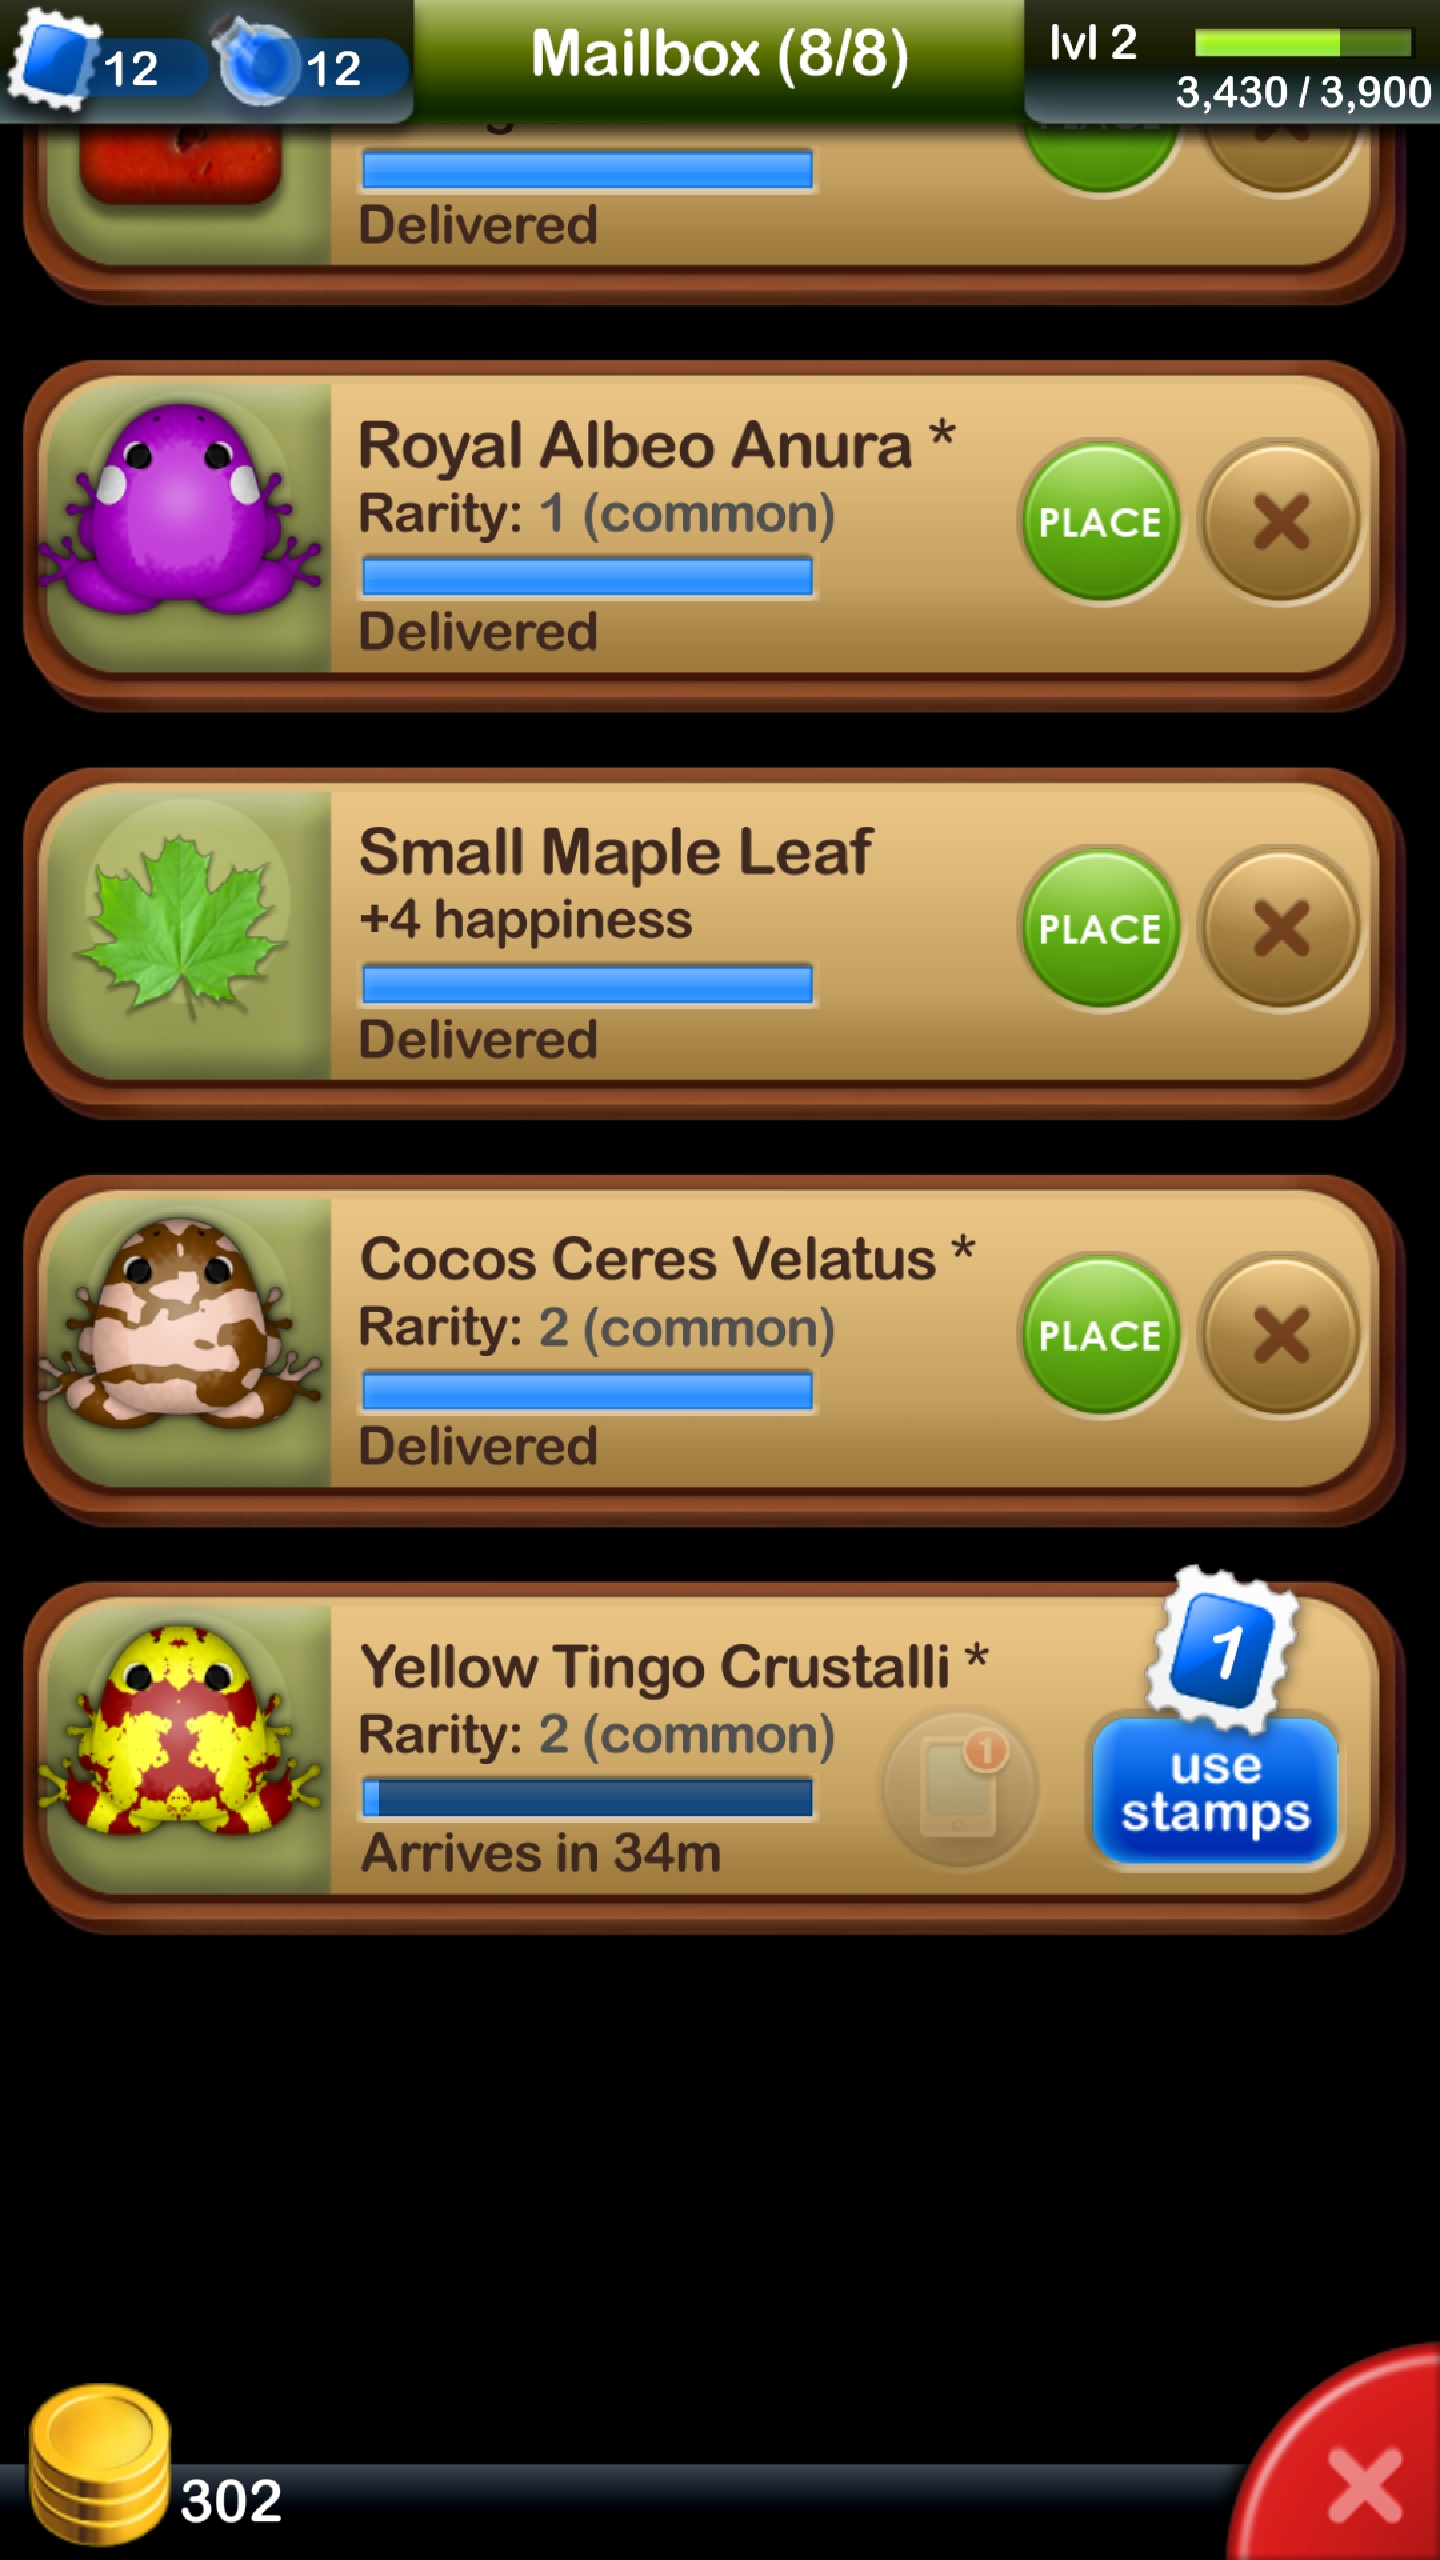 12
12
Mailbox (8/8)
lvl 2
3,430 / 3,900
Delivered
Royal Albeo Anura *
Rarity: 1 (common)
PLACE
Delivered
Small Maple Leaf
+4 happiness
PLACE
Delivered
Cocos Ceres Velatus *
Rarity: 2 (common)
PLACE
Delivered
1
Yellow Tingo Crustalli *
Rarity: 2 (common)
1
use
stamps
Arrives in 34m
302